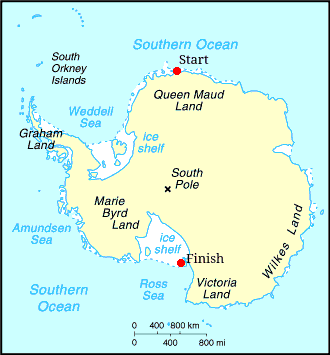 Southern Ocean
Start
South
Orkney
Islands
Queen Maud
Land
Weddell
Sea
Graham
Land
ice
shelf
South
Pole
Marie
Byrd
Land
Amundsen
Sea
Wilkes Land
ice
shelf
Finish
Ross
Sea
Victoria
Land
Southern
Ocean
0 400 800 km
0 400 800 mi